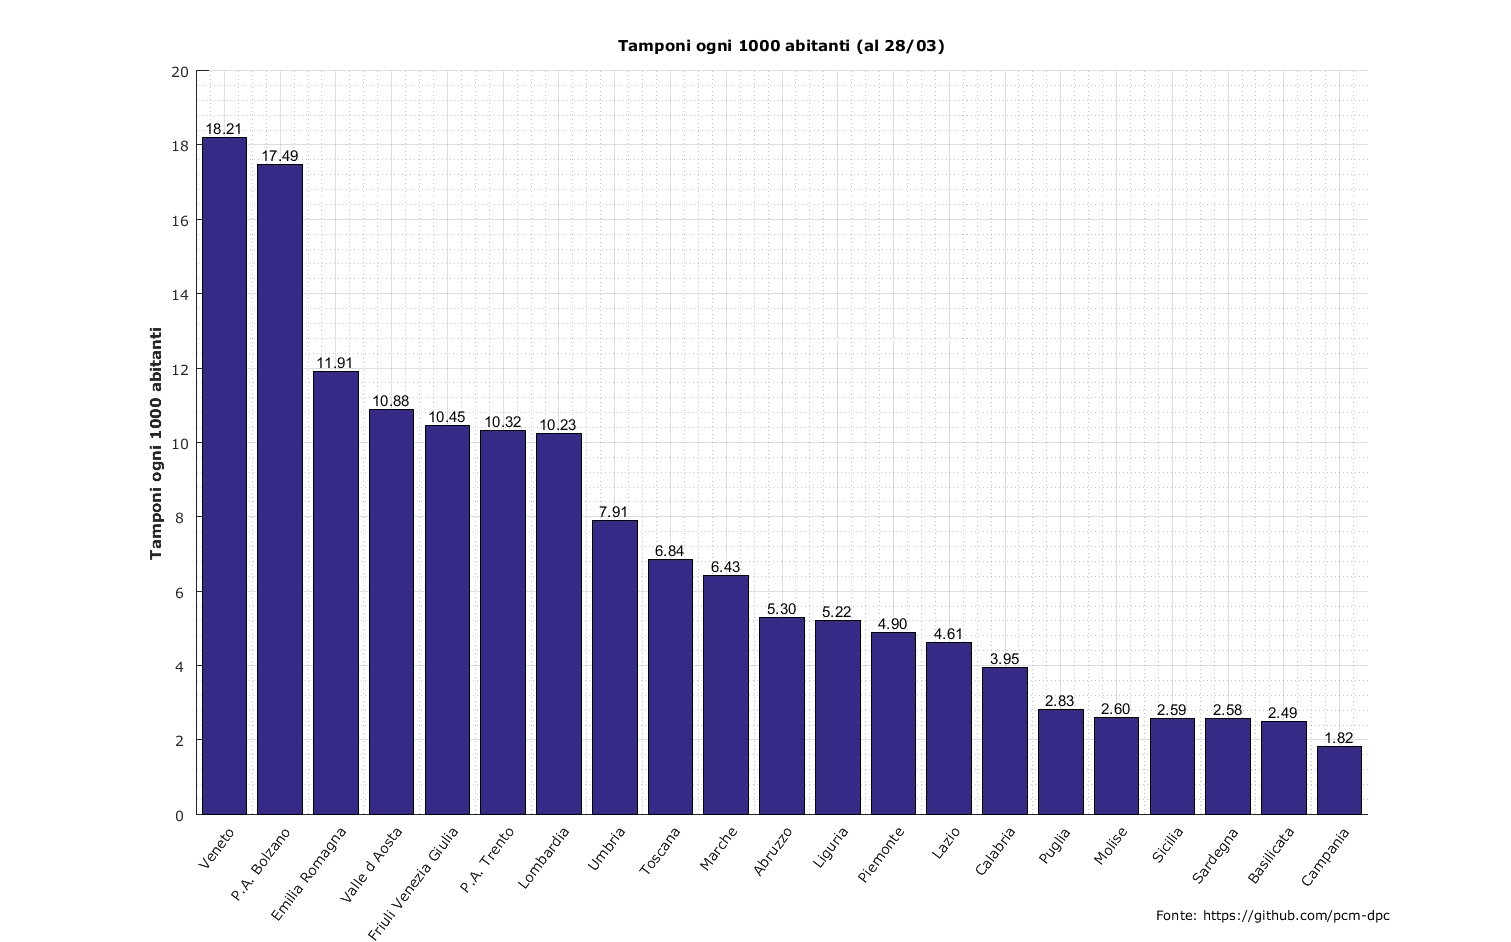 Tamponi ogni 1000 abitanti (al 28/03)
Tamponi ogni 1000 abitanti
20
18
16
14
12
10
8
6
4
2
0
18.21
17.49
11.91
10.88
10.45
10.32
10.23
7.91
6.84
6.43
5.30
5.22
4.90
4.61
3.95
2.83
2.60
2.59
2.58
2.49
1.82
Veneto
P.A. Bolzano
Emilia Romagna
Valle d Aosta
Friuli Venezia Giulia
P.A. Trento
Lombardia
Umbria
Toscana
Marche
Abruzzo
Liguria
Piemonte
Lazio
Calabria
Puglia
Molise
Sicilia
Sardegna
Basilicata
Campania
Fonte: https://github.com/pcm-dpc